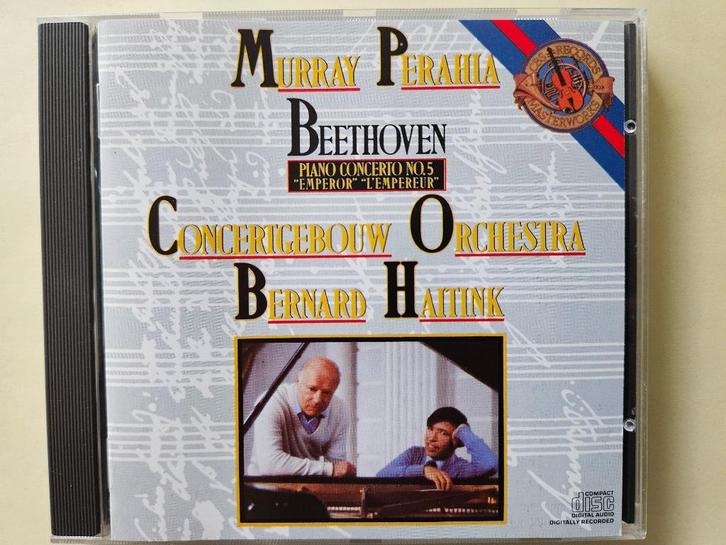 MURRAY PERAHIA
CBS RECORDS
MASTERWORKS
BEETHOVEN
PIANO CONCERTO NO.5
"EMPEROR" "L'EMPEREUR"
CONCERTGEBOUW ORCHESTRA
BERNARD HAITINK
COMPACT
disc
DIGITAL AUDIO
DIGITALLY RECORDED